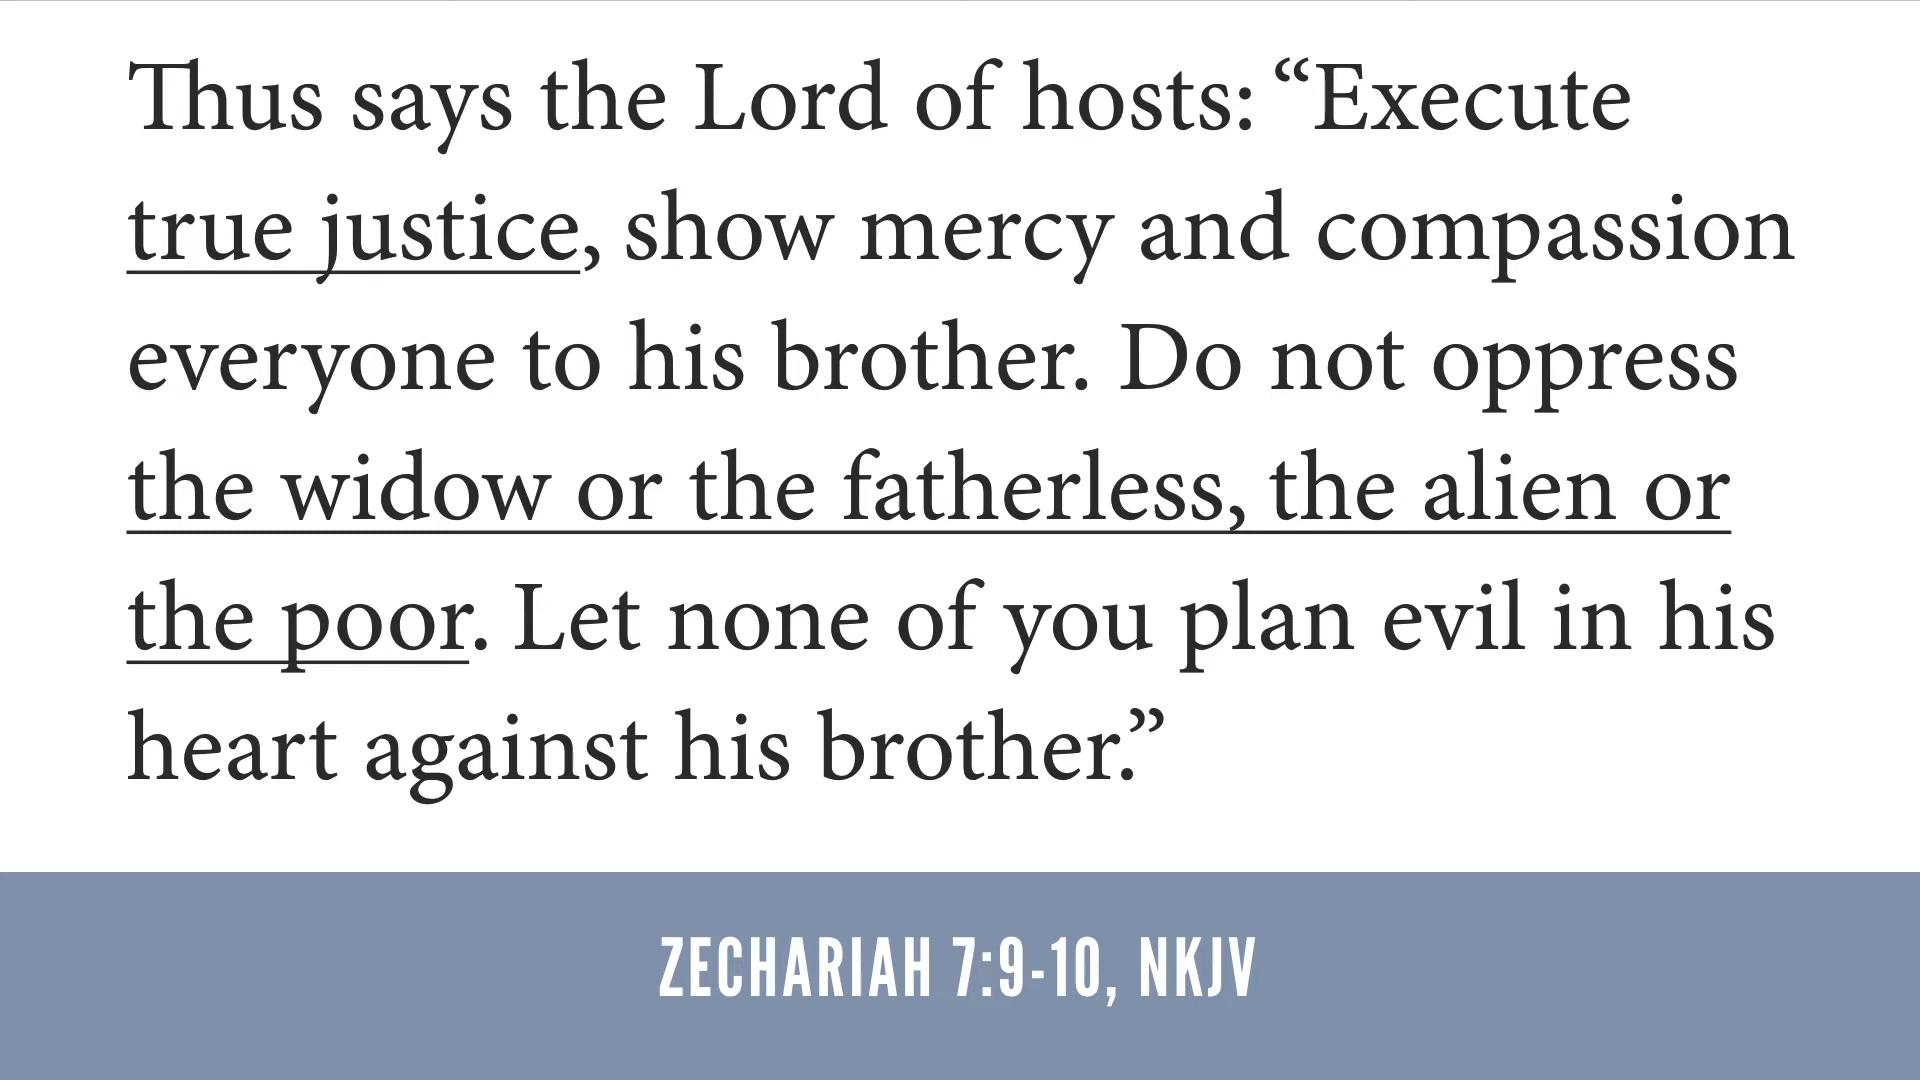 Thus says the Lord of hosts: “Execute
true justice, show mercy and compassion
everyone to his brother. Do not oppress
the widow or the fatherless, the alien or
the poor. Let none of you plan evil in his
heart against his brother.”
ZECHARIAH 7:9-10, NKJV